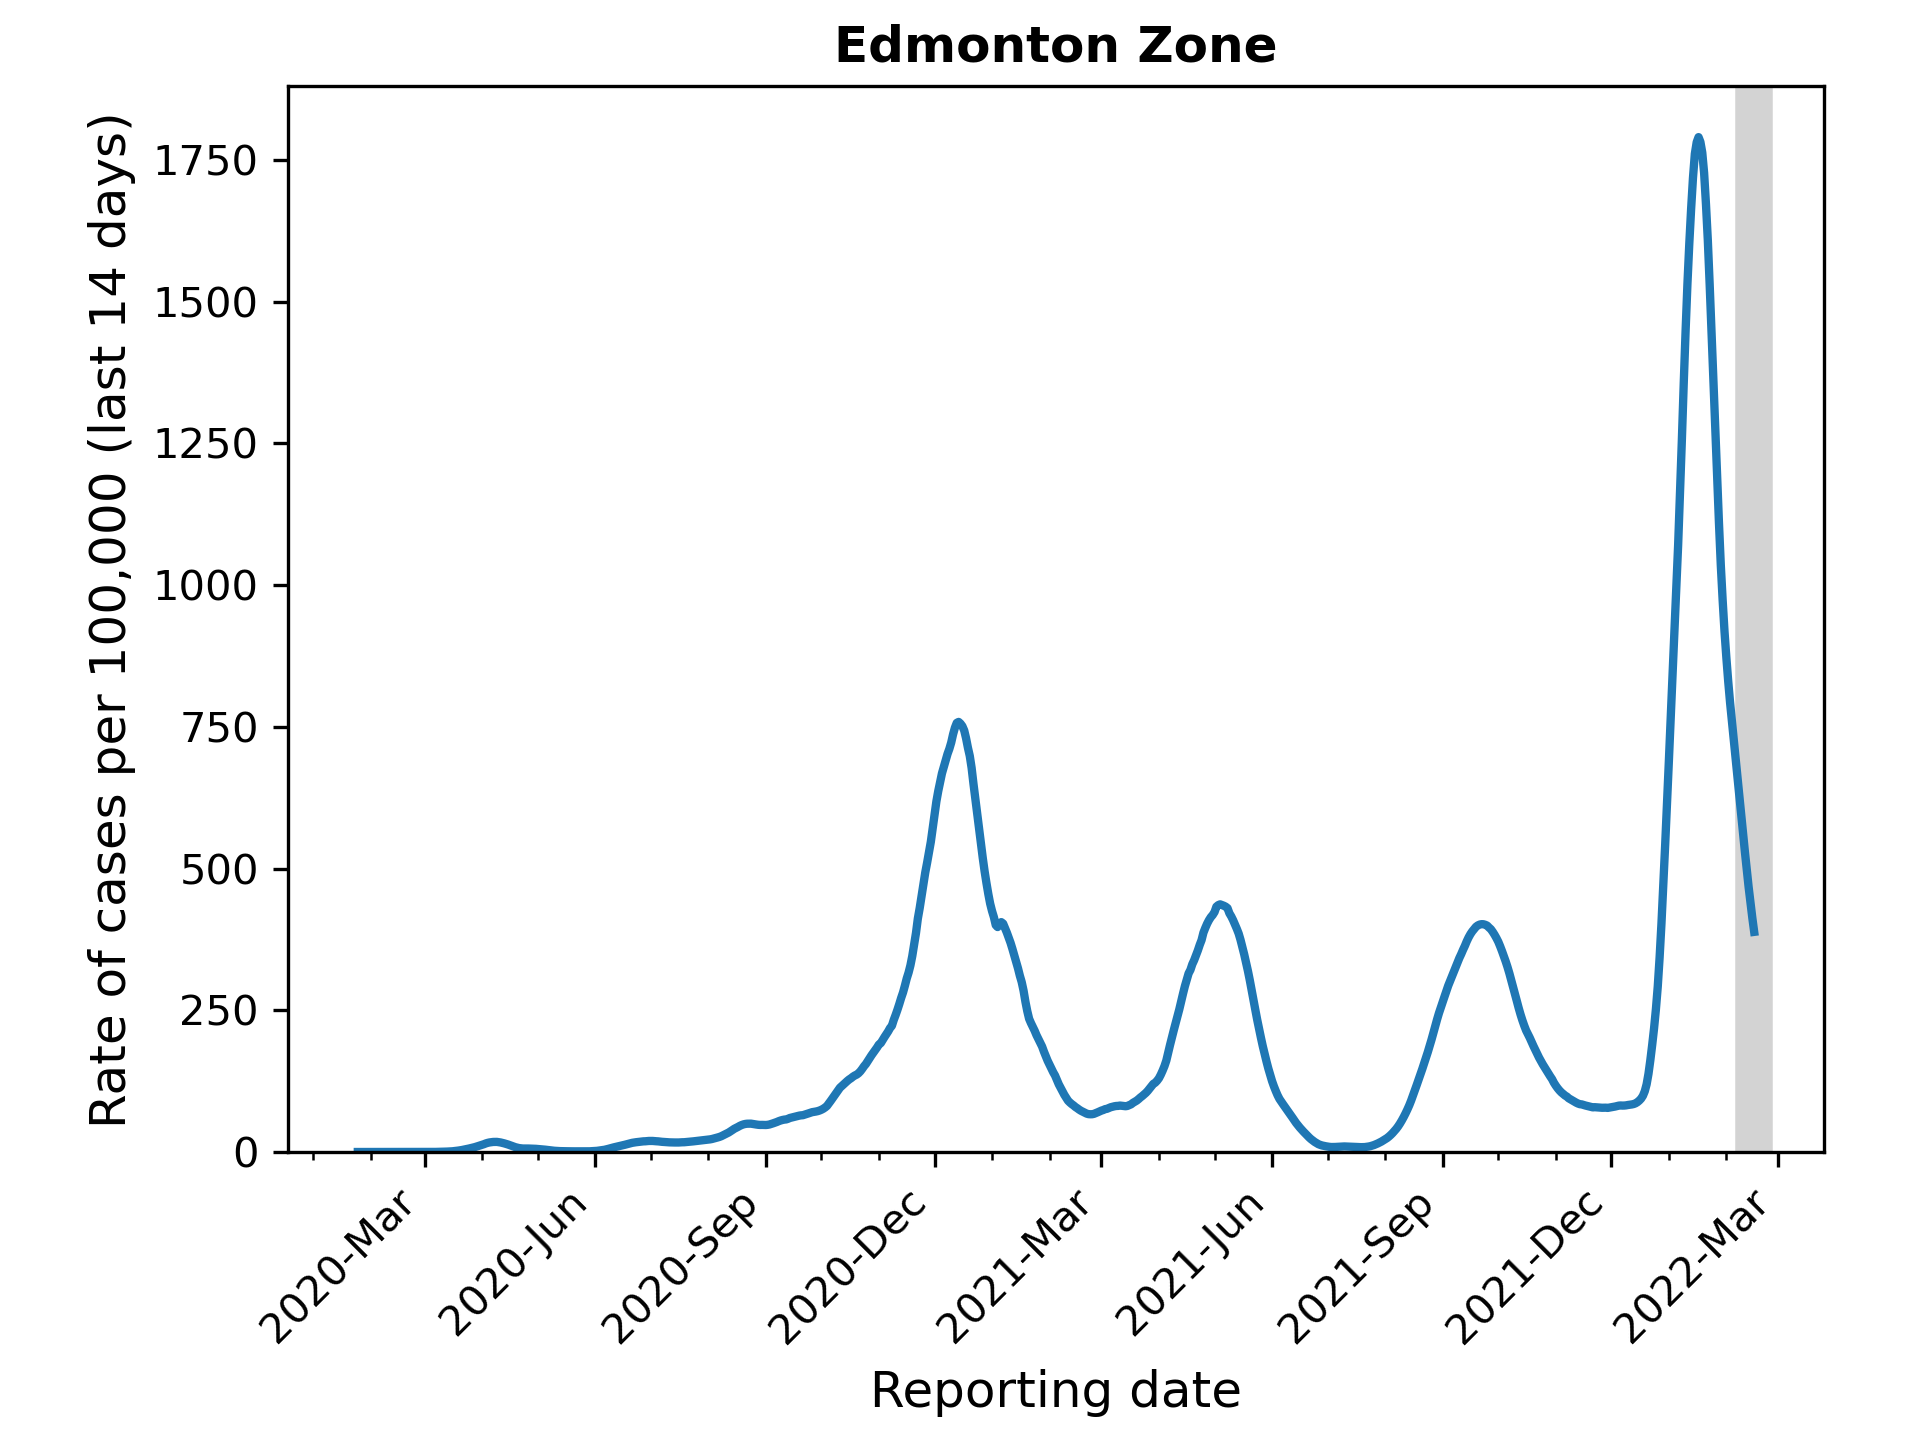 Edmonton Zone
Rate of cases per 100,000 (last 14 days)
1750
1500
1250
1000
750
500
250
0
2020-Mar
2020-Jun
2020-Sep
2020-Dec
2021-Mar
2021-Jun
2021-Sep
2021-Dec
2022-Mar
Reporting date